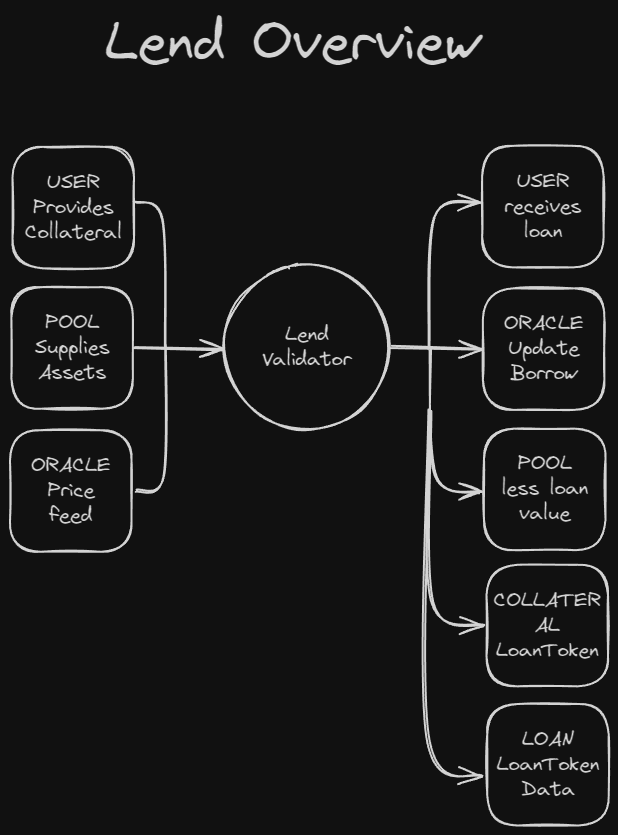 Lend Overview
USER
Provides
Collateral
POOL
Supplies
Assets
ORACLE
Price
feed
Lend
Validator
USER
receives
loan
ORACLE
Update
Borrow
POOL
less loan
value
COLLATER
AL
LoanToken
LOAN
LoanToken
Data